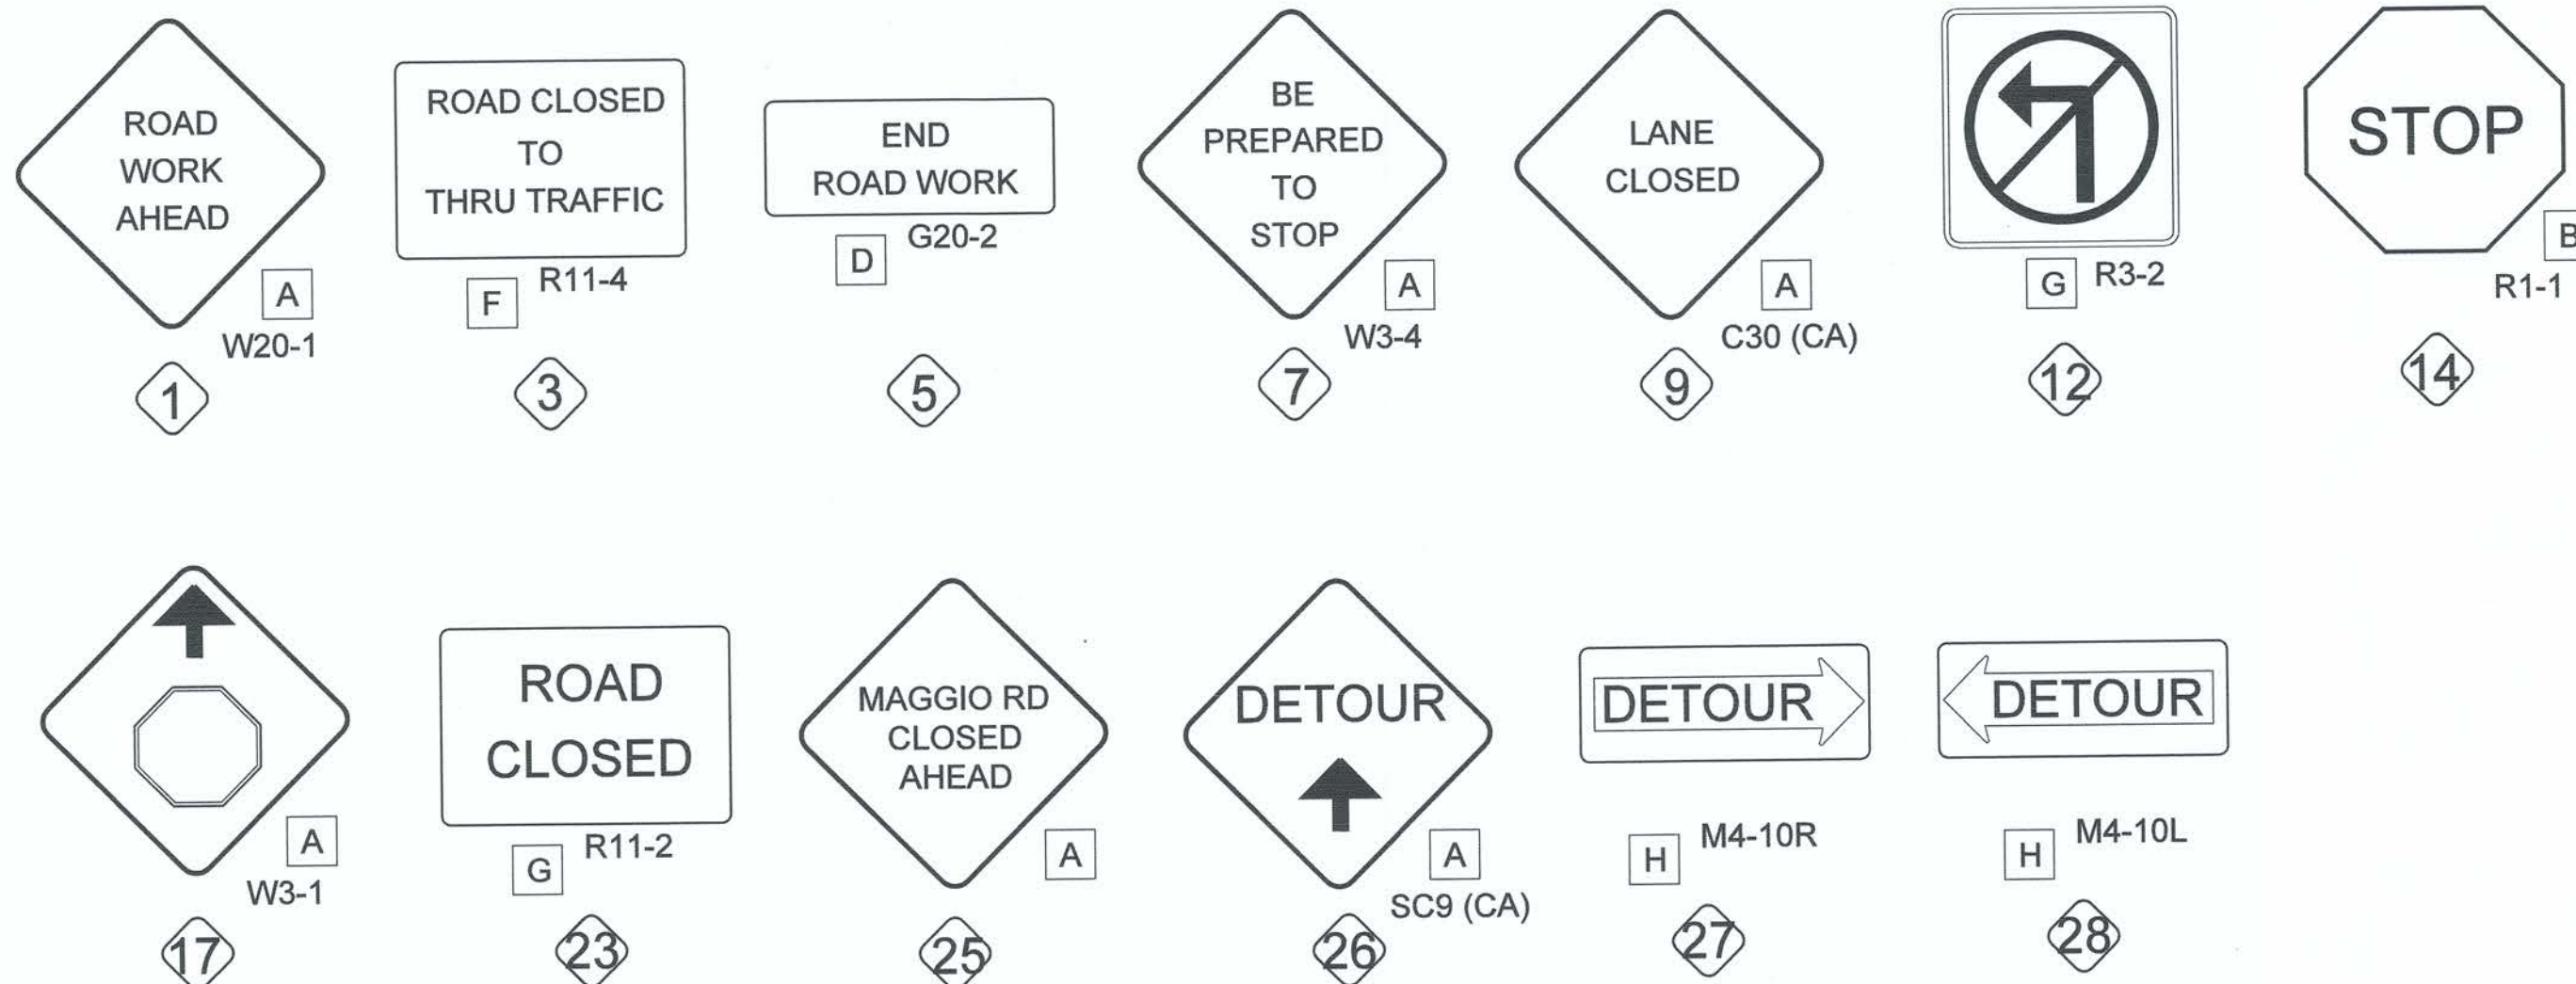 ROAD
WORK
AHEAD
A
W20-1
1
ROAD CLOSED
TO
THRU TRAFFIC
F
R11-4
3
END
ROAD WORK
D
G20-2
5
BE
PREPARED
TO
STOP
A
W3-4
7
LANE
CLOSED
A
C30 (CA)
9
G
R3-2
12
STOP
B
R1-1
14
A
W3-1
17
ROAD
CLOSED
G
R11-2
23
MAGGIO RD
CLOSED
AHEAD
A
25
DETOUR
A
SC9 (CA)
26
DETOUR
H
M4-10R
27
DETOUR
H
M4-10L
28